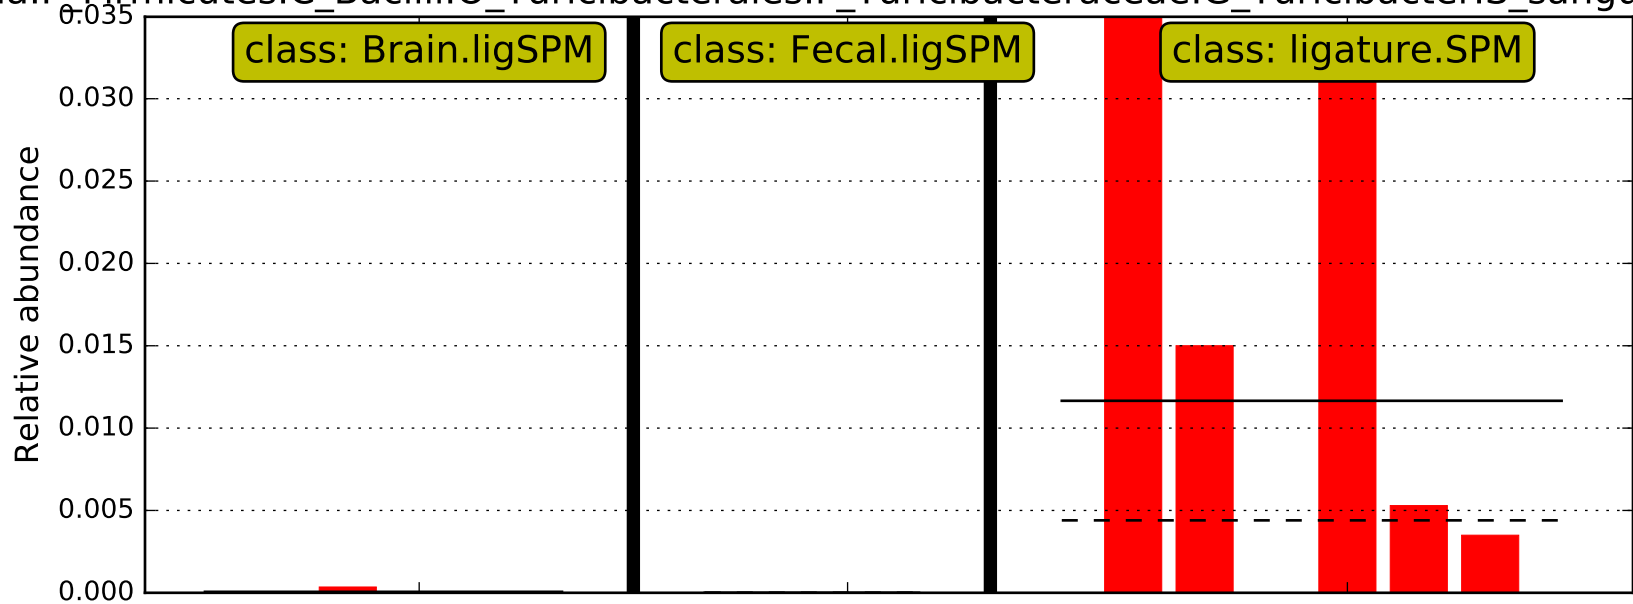 0.035
class: Brain.ligSPM
class: Fecal.ligSPM
class: ligature.SPM
0.030
0.025
0.020
0.015
0.010
0.005
0.000
Relative abundance